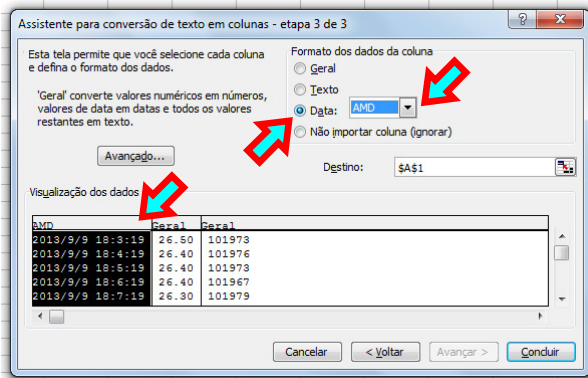 Assistente para conversão de texto em colunas - etapa 3 de 3
Esta tela permite que você selecione cada coluna
e defina o formato dos dados.
'Geral' converte valores numéricos em números,
valores de data em datas e todos os valores
restantes em texto.
Avançado...
Formato dos dados da coluna
Geral
Texto
Data: AMD
Não importar coluna (ignorar)
Destino: $A$1
Visualização dos dados
AMD Geral Geral
2013/9/9 18:3:19 26.50 101973
2013/9/9 18:4:19 26.40 101976
2013/9/9 18:5:19 26.40 101973
2013/9/9 18:6:19 26.40 101967
2013/9/9 18:7:19 26.30 101979
Cancelar < Voltar Avançar > Concluir